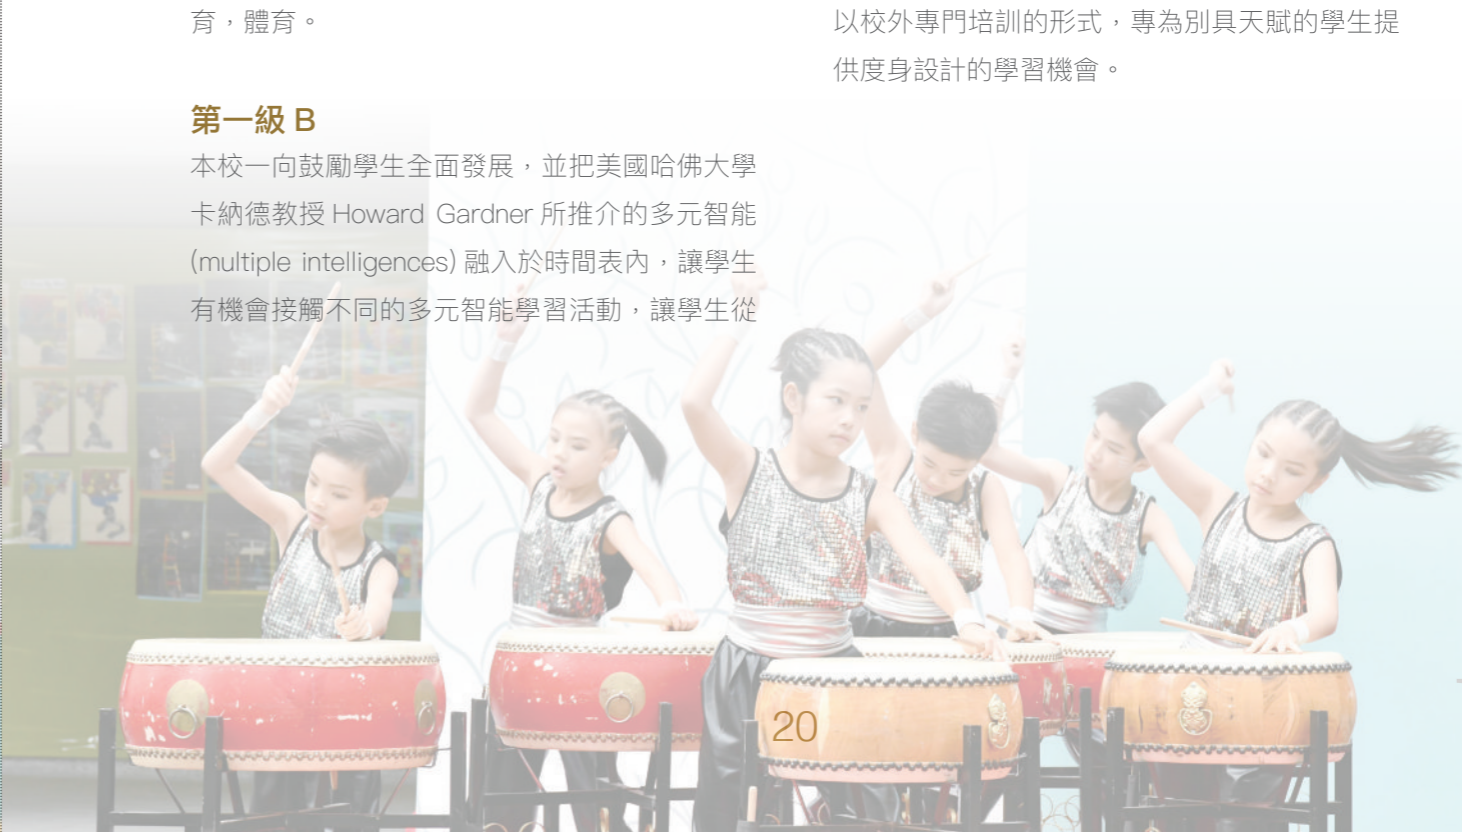 育，體育。
第一級 B
本校一向鼓勵學生全面發展，並把美國哈佛大學
卡納德教授 Howard Gardner 所推介的多元智能
(multiple intelligences) 融入於時間表內，讓學生
有機會接觸不同的多元智能學習活動，讓學生從
以校外專門培訓的形式，專為別具天賦的學生提
供度身設計的學習機會。
20